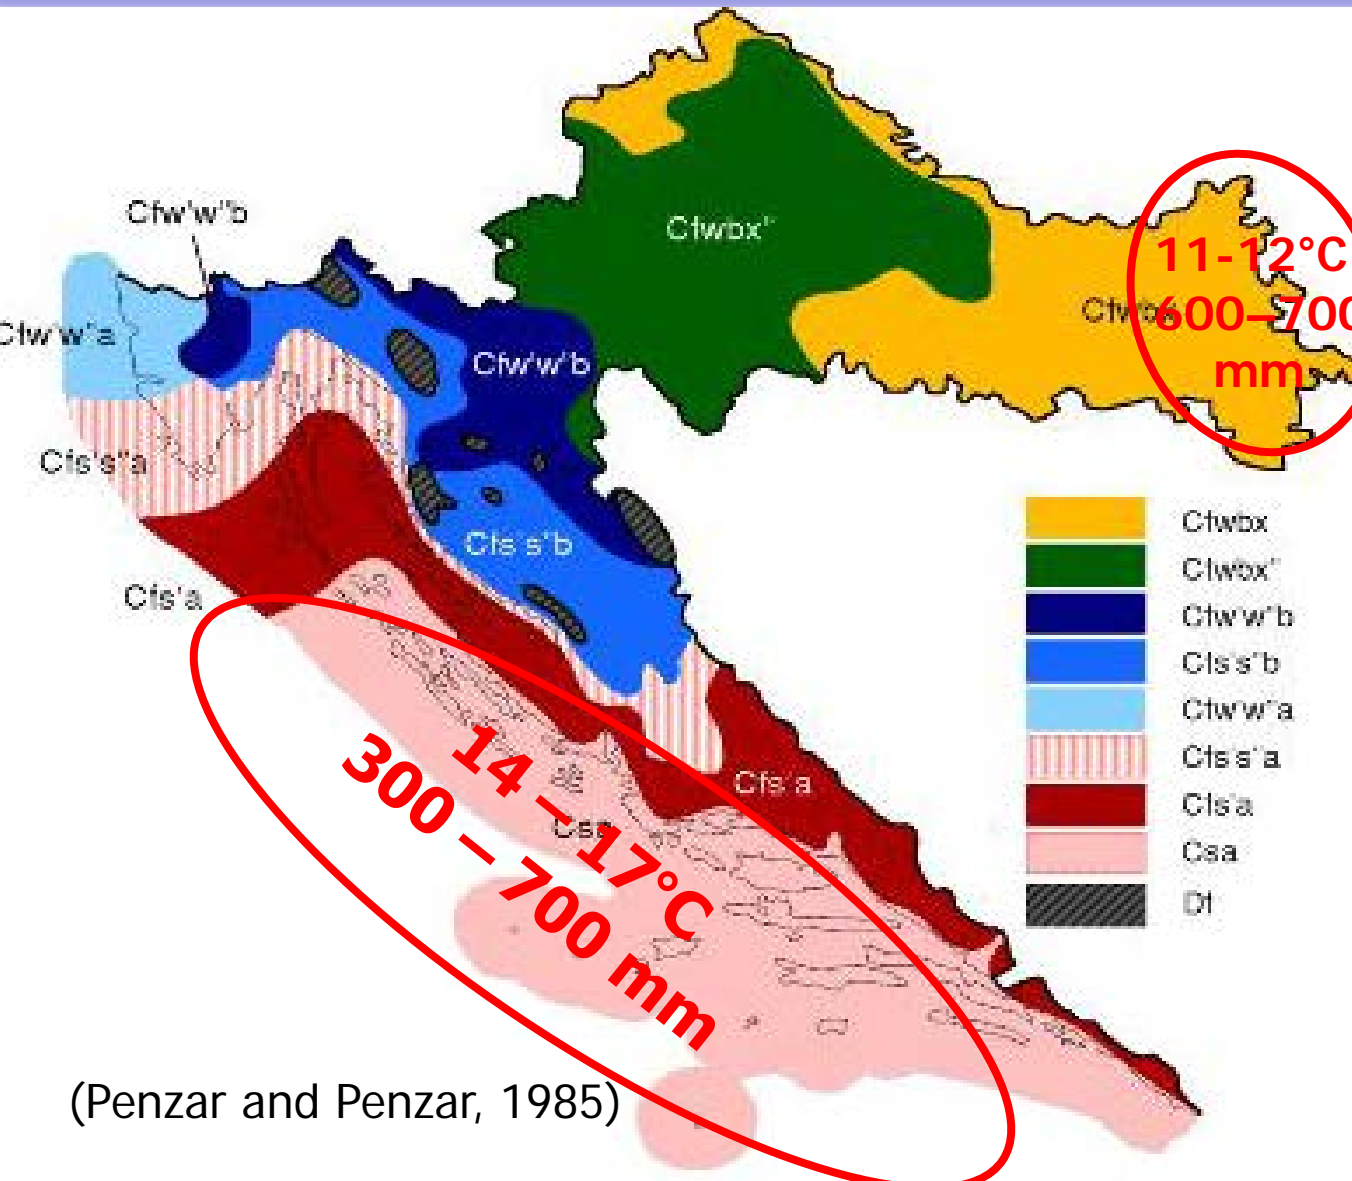 Cfw'w"b
Cfwbx"
11-12°C
Cfwbx
600–700
mm
Cfw'w"a
Cfw'w"b
Cfs's"a
Cfs's"b
Cfs'a
14 – 17°C
300 – 700 mm
Cfs'a
Csa
(Penzar and Penzar, 1985)
Cfwbx
Cfwbx"
Cfw'w"b
Cfs's"b
Cfw'w"a
Cfs's"a
Cfs'a
Csa
Df